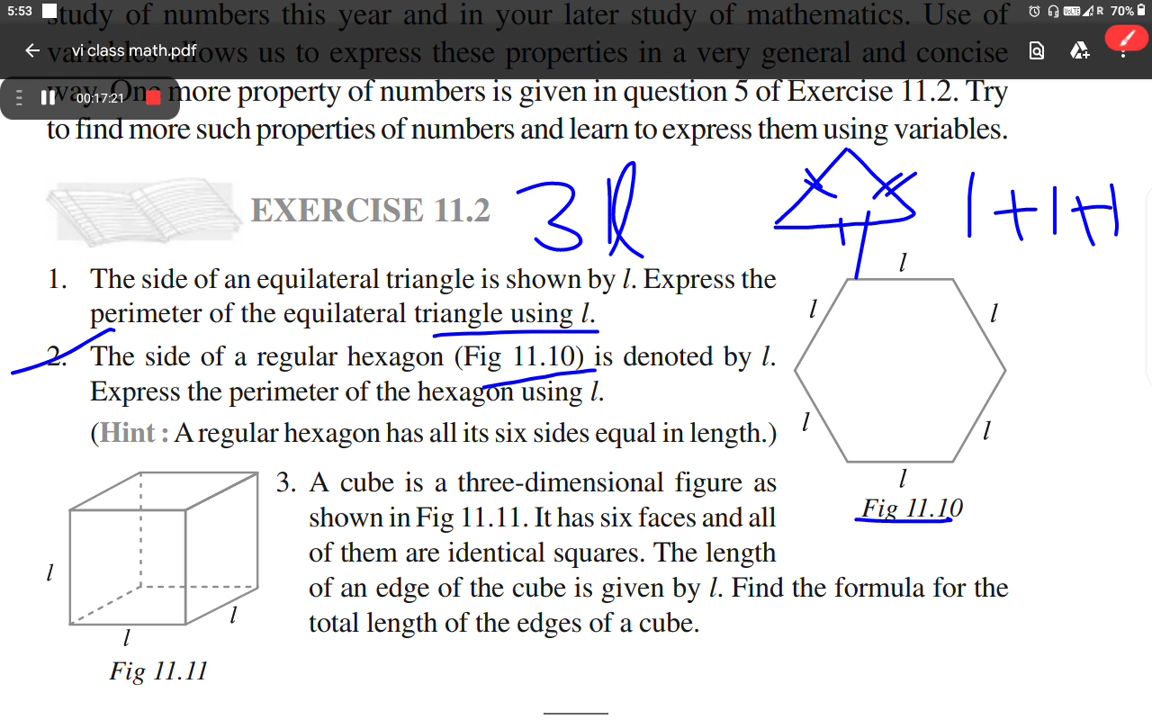 5:53 study of numbers this year and in your later study of mathematics. Use of R 70%
vi class math.pdf
variables allows us to express these properties in a very general and concise
00:17:21
way. One more property of numbers is given in question 5 of Exercise 11.2. Try
to find more such properties of numbers and learn to express them using variables.
EXERCISE 11.2 3l l+l+l
1. The side of an equilateral triangle is shown by l. Express the
perimeter of the equilateral triangle using l.
2. The side of a regular hexagon (Fig 11.10) is denoted by l.
Express the perimeter of the hexagon using l.
(Hint : A regular hexagon has all its six sides equal in length.)
l
l
l
l
l
l
Fig 11.10
3. A cube is a three-dimensional figure as
shown in Fig 11.11. It has six faces and all
of them are identical squares. The length
of an edge of the cube is given by l. Find the formula for the
total length of the edges of a cube.
l
l
l
Fig 11.11